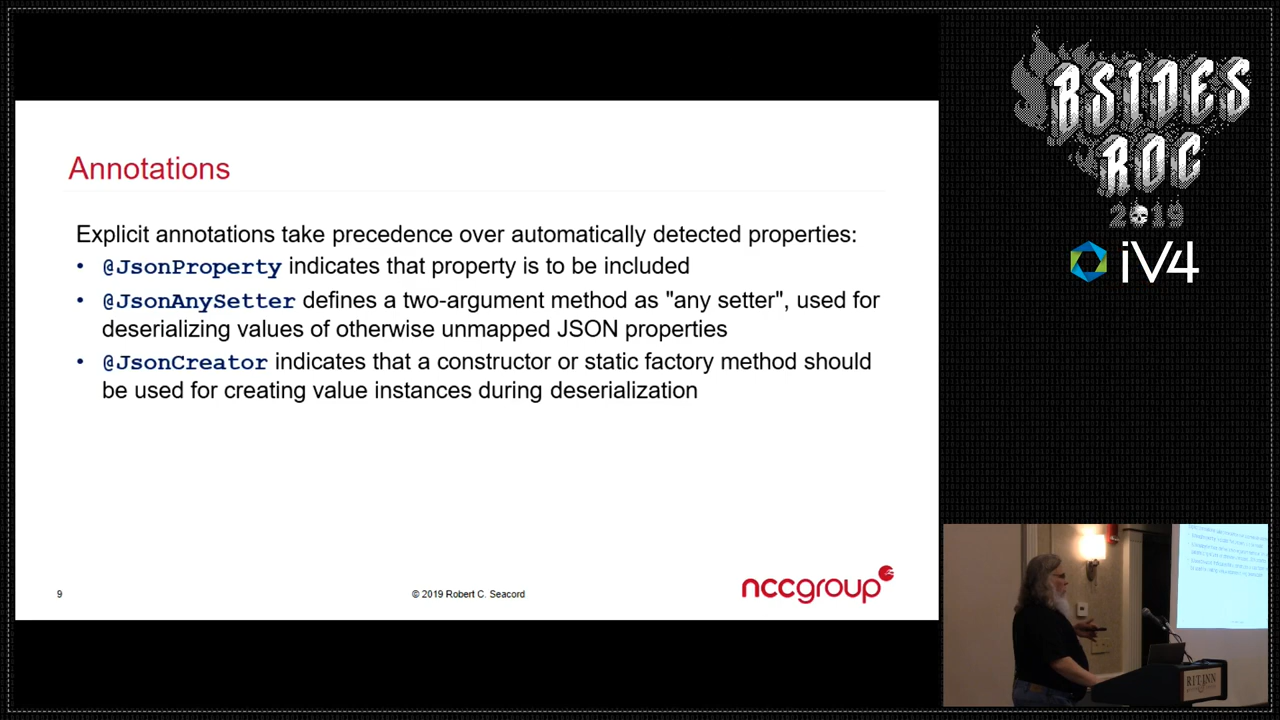 Annotations
Explicit annotations take precedence over automatically detected properties:
• @JsonProperty indicates that property is to be included
• @JsonAnySetter defines a two-argument method as "any setter", used for
deserializing values of otherwise unmapped JSON properties
• @JsonCreator indicates that a constructor or static factory method should
be used for creating value instances during deserialization
9
© 2019 Robert C. Seacord
nccgroup
BSIDES
ROC
2019
iV4
RIT INN